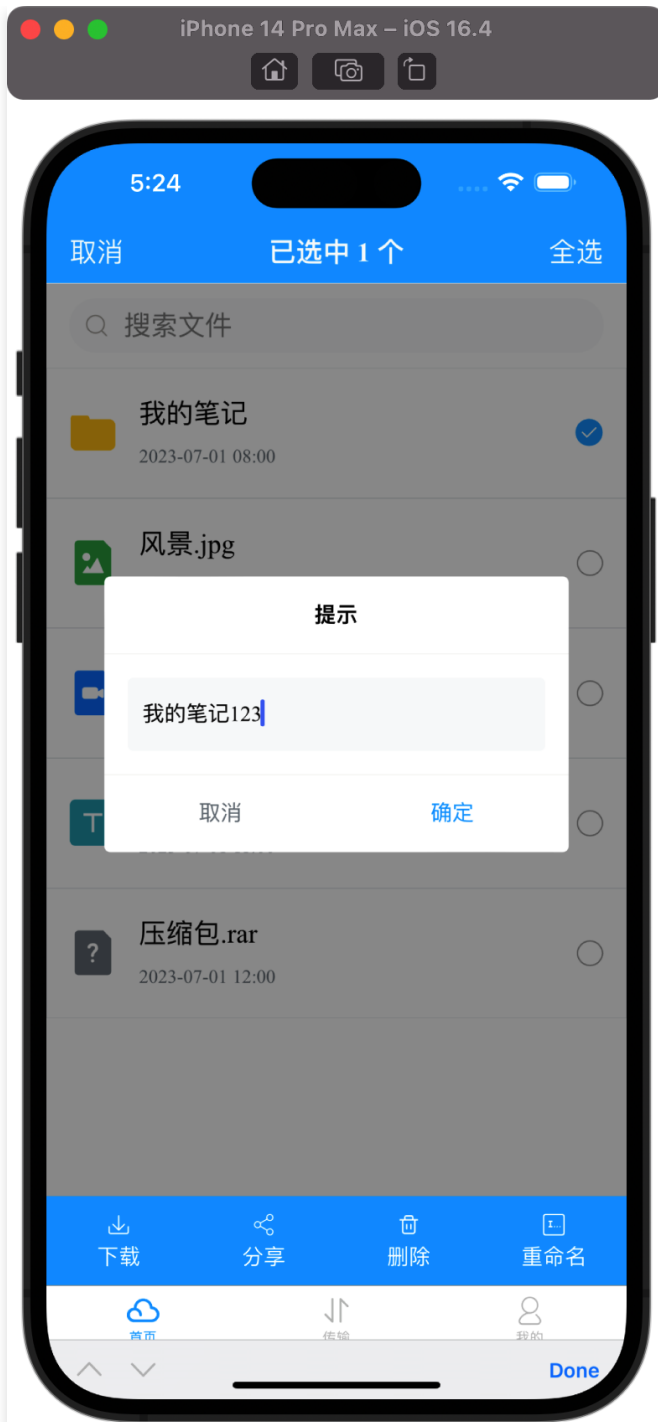 iPhone 14 Pro Max – iOS 16.4
5:24
取消
已选中 1 个
全选
搜索文件
我的笔记
2023-07-01 08:00
风景.jpg
提示
我的笔记123
取消
确定
T
压缩包.rar
?
2023-07-01 12:00
下载
分享
删除
I...
重命名
首页
传输
我的
Done